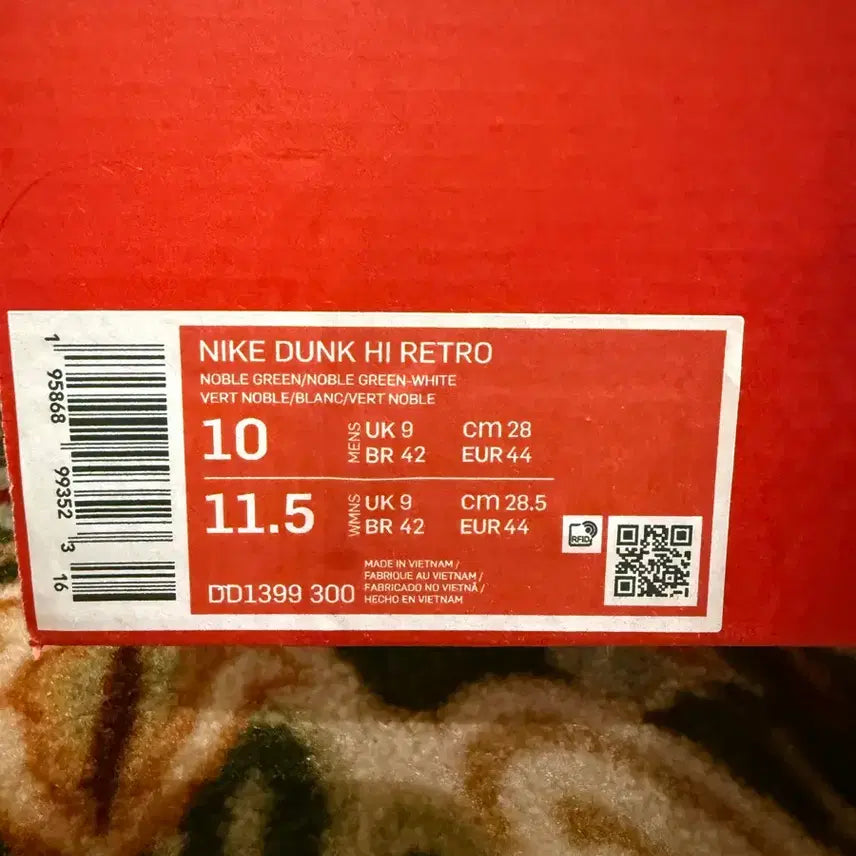 NIKE DUNK HI RETRO
NOBLE GREEN/NOBLE GREEN-WHITE
VERT NOBLE/BLANC/VERT NOBLE
10
MENS
UK 9 cm 28
BR 42 EUR 44
11.5
WMNS
UK 9 cm 28.5
BR 42 EUR 44
DD1399 300
MADE IN VIETNAM /
FABRIQUE AU VIETNAM /
FABRICADO NO VIETNÃ /
HECHO EN VIETNAM
RFID
1 95868 99352 3 16